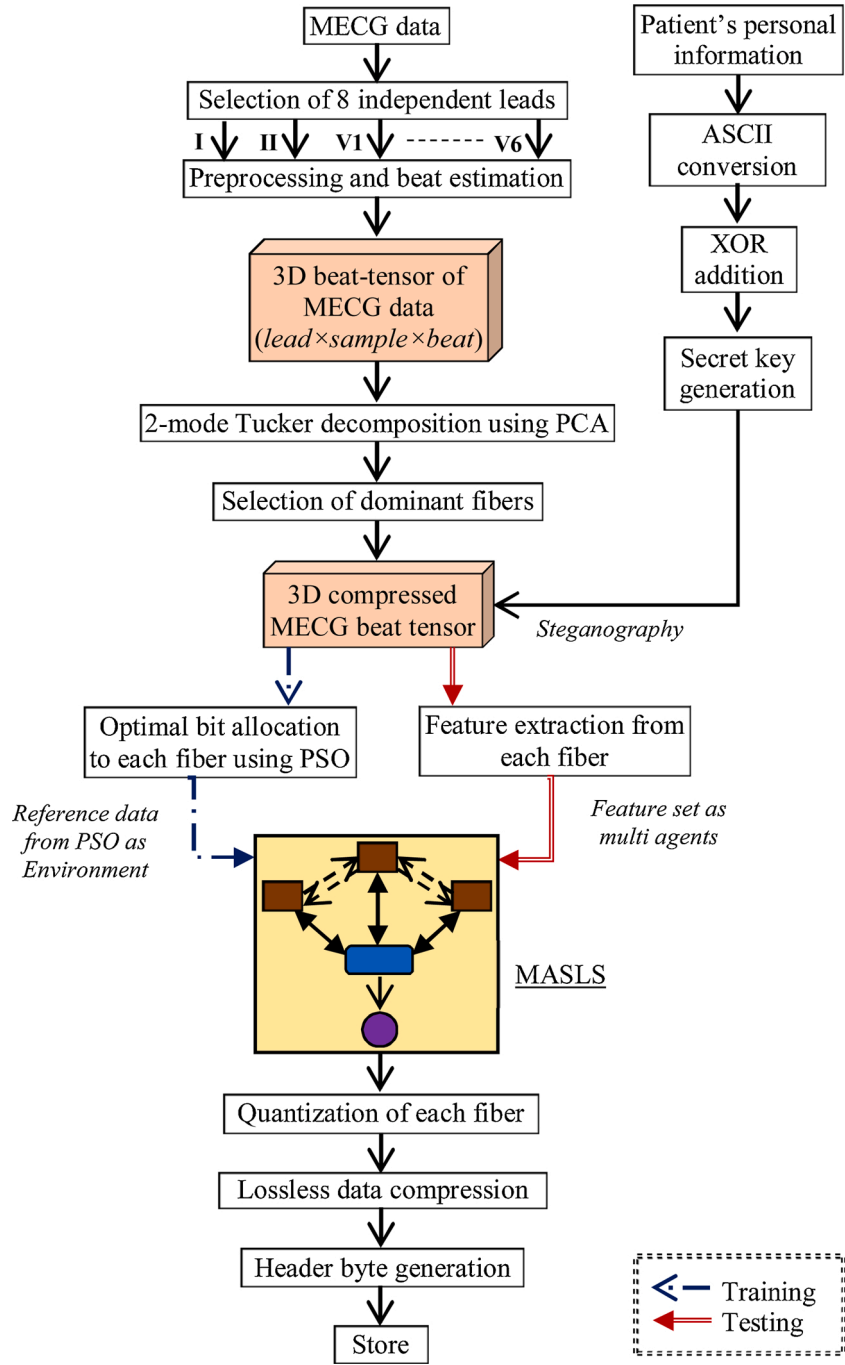 MECG data
Patient's personal
information
Selection of 8 independent leads
I II V1 V6
ASCII
conversion
Preprocessing and beat estimation
XOR
addition
3D beat-tensor of
MECG data
(lead×sample×beat)
Secret key
generation
2-mode Tucker decomposition using PCA
Selection of dominant fibers
3D compressed
MECG beat tensor
Steganography
Optimal bit allocation
to each fiber using PSO
Feature extraction from
each fiber
Reference data
from PSO as
Environment
Feature set as
multi agents
MASLS
Quantization of each fiber
Lossless data compression
Header byte generation
Store
Training
Testing